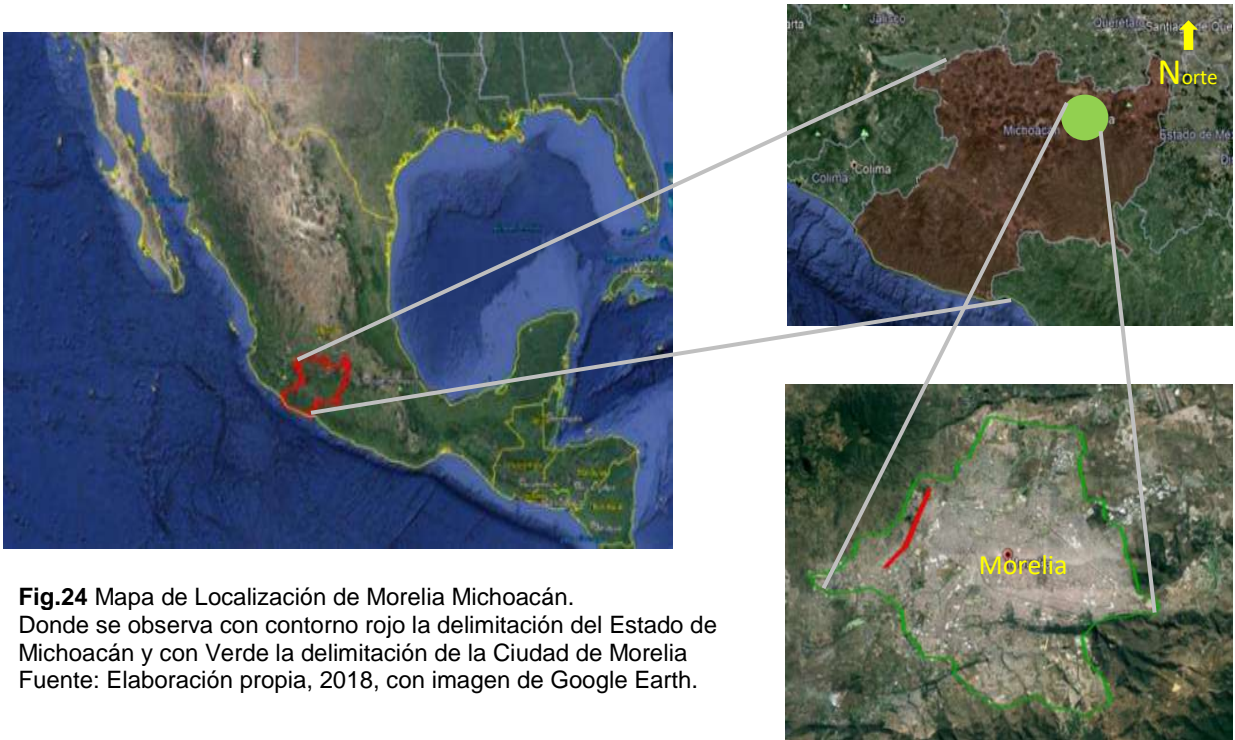 Jalisco
Querétaro
Norte
Michoacán
Estado de Méx
Colima
Colima
Morelia
Fig.24 Mapa de Localización de Morelia Michoacán.
Donde se observa con contorno rojo la delimitación del Estado de
Michoacán y con Verde la delimitación de la Ciudad de Morelia
Fuente: Elaboración propia, 2018, con imagen de Google Earth.